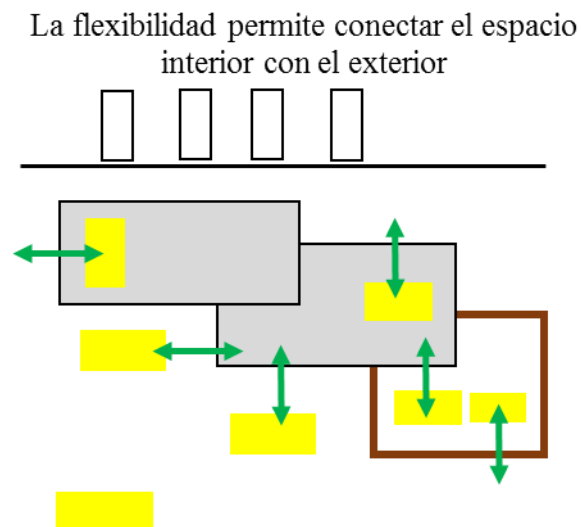 La flexibilidad permite conectar el espacio
interior con el exterior